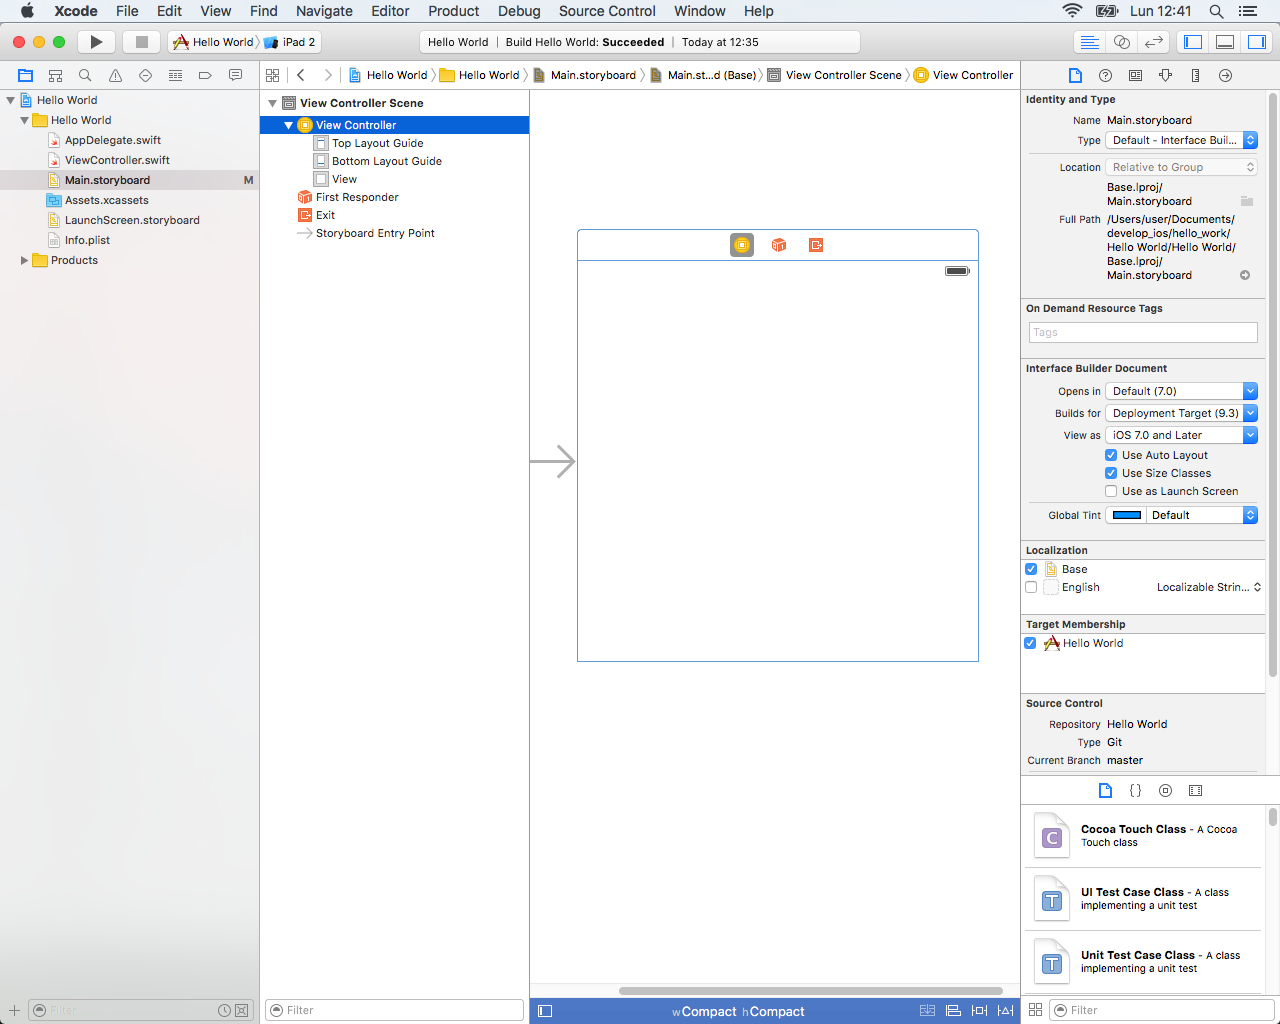 Xcode File Edit View Find Navigate Editor Product Debug Source Control Window Help Lun 12:41
Hello World iPad 2 Hello World Build Hello World: Succeeded Today at 12:35
Hello World Hello World Main.storyboard Main.st...d (Base) View Controller Scene View Controller
Hello World
Hello World
AppDelegate.swift
ViewController.swift
Main.storyboard M
Assets.xcassets
LaunchScreen.storyboard
Info.plist
Products
Filter
View Controller Scene
View Controller
Top Layout Guide
Bottom Layout Guide
View
First Responder
Exit
Storyboard Entry Point
Filter
wCompact hCompact
Identity and Type
Name Main.storyboard
Type Default - Interface Buil...
Location Relative to Group
Base.lproj/
Main.storyboard
Full Path /Users/user/Documents/
develop_ios/hello_work/
Hello World/Hello World/
Base.lproj/
Main.storyboard
On Demand Resource Tags
Tags
Interface Builder Document
Opens in Default (7.0)
Builds for Deployment Target (9.3)
View as iOS 7.0 and Later
Use Auto Layout
Use Size Classes
Use as Launch Screen
Global Tint Default
Localization
Base
English Localizable Strin...
Target Membership
Hello World
Source Control
Repository Hello World
Type Git
Current Branch master
{}
C Cocoa Touch Class - A Cocoa
Touch class
T UI Test Case Class - A class
implementing a unit test
T Unit Test Case Class - A class
implementing a unit test
Filter